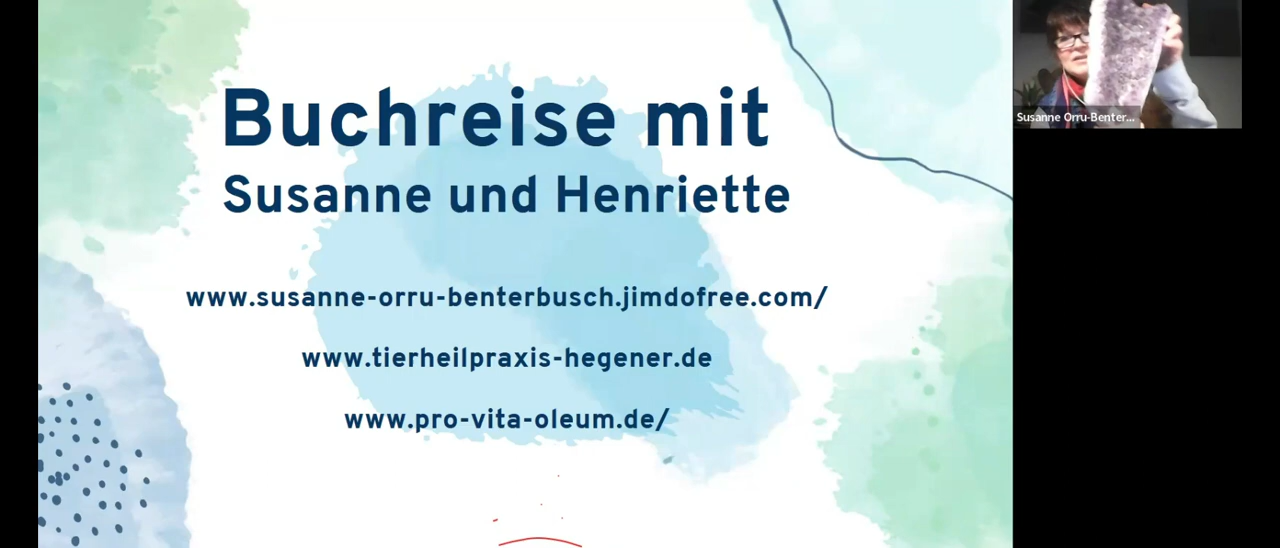 Buchreise mit
Susanne und Henriette
www.susanne-orru-benterbusch.jimdofree.com/
www.tierheilpraxis-hegener.de
www.pro-vita-oleum.de/
Susanne Orru-Benter...